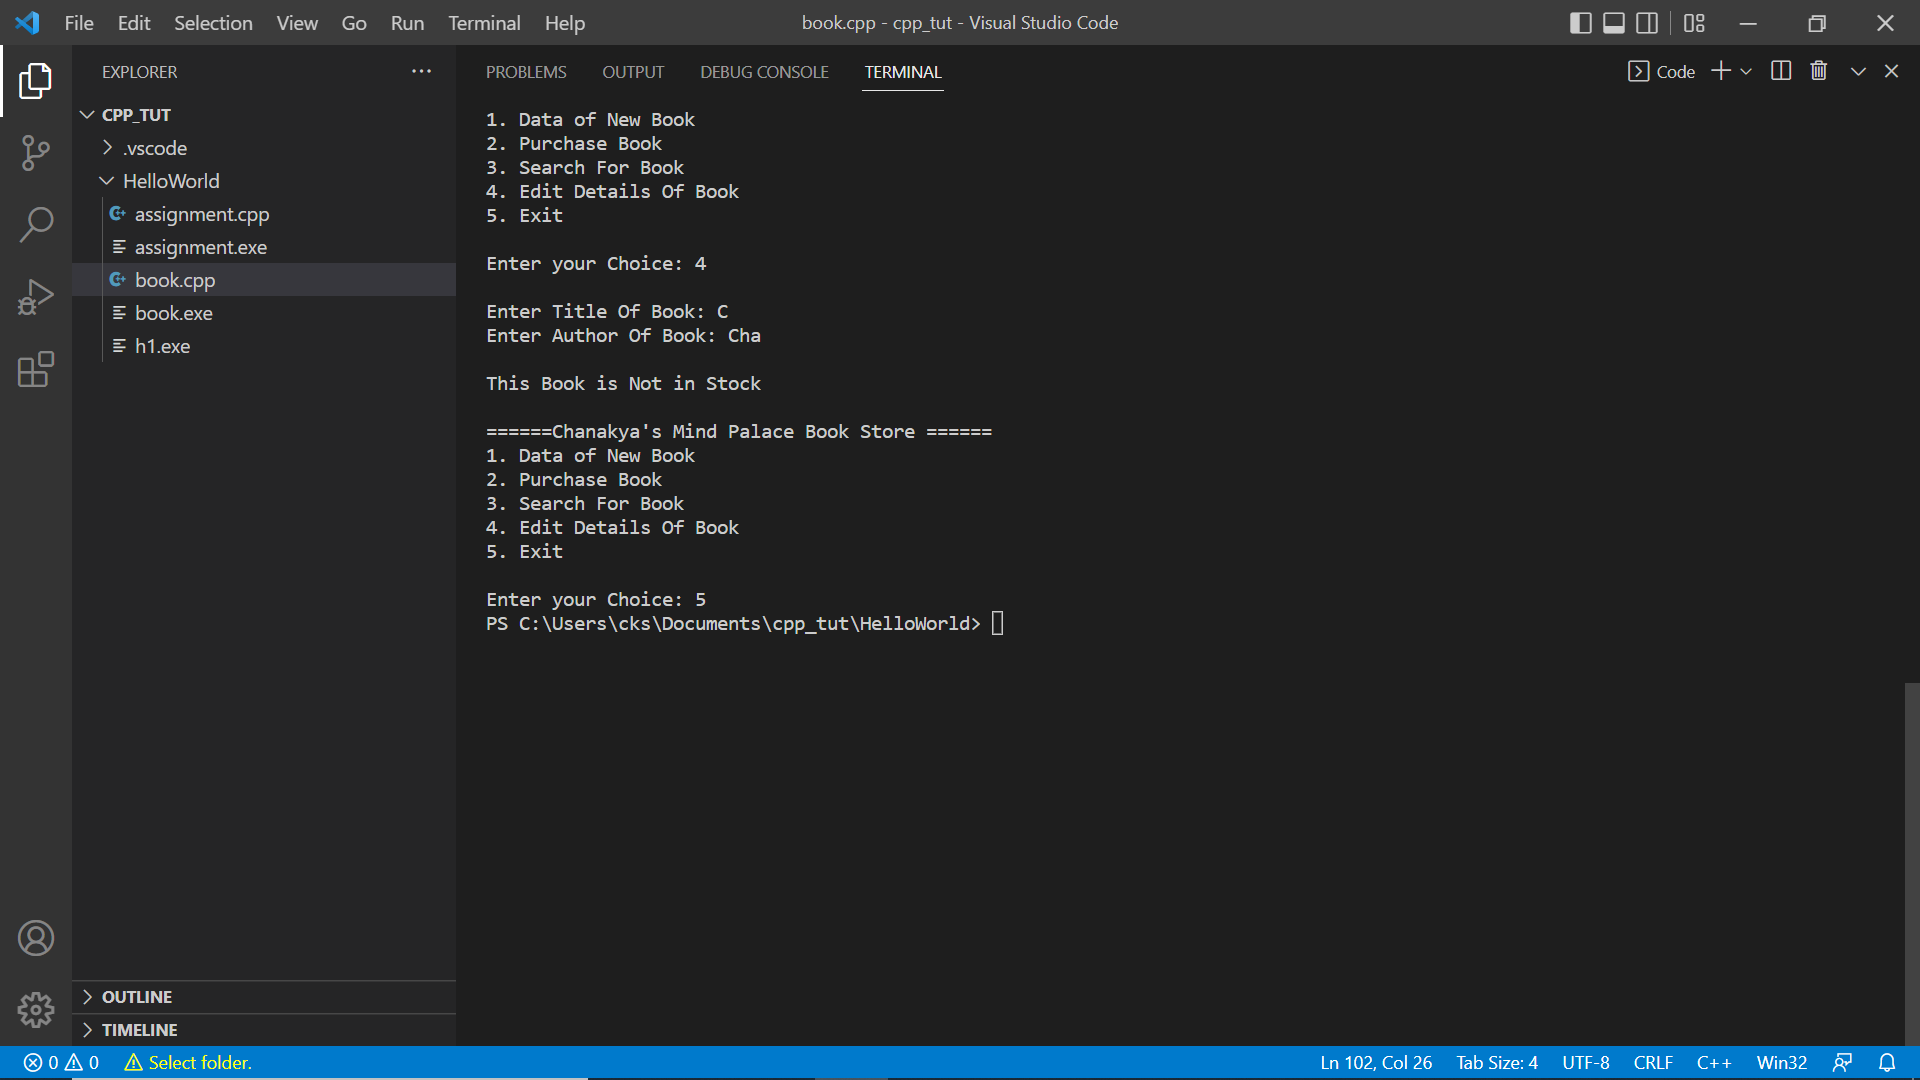 File Edit Selection View Go Run Terminal Help
book.cpp - cpp_tut - Visual Studio Code
EXPLORER
CPP_TUT
.vscode
HelloWorld
assignment.cpp
assignment.exe
book.cpp
book.exe
h1.exe
OUTLINE
TIMELINE
PROBLEMS OUTPUT DEBUG CONSOLE TERMINAL
Code
1. Data of New Book
2. Purchase Book
3. Search For Book
4. Edit Details Of Book
5. Exit
Enter your Choice: 4
Enter Title Of Book: C
Enter Author Of Book: Cha
This Book is Not in Stock
======Chanakya's Mind Palace Book Store ======
1. Data of New Book
2. Purchase Book
3. Search For Book
4. Edit Details Of Book
5. Exit
Enter your Choice: 5
PS C:\Users\cks\Documents\cpp_tut\HelloWorld>
0 0 Select folder.
Ln 102, Col 26 Tab Size: 4 UTF-8 CRLF C++ Win32